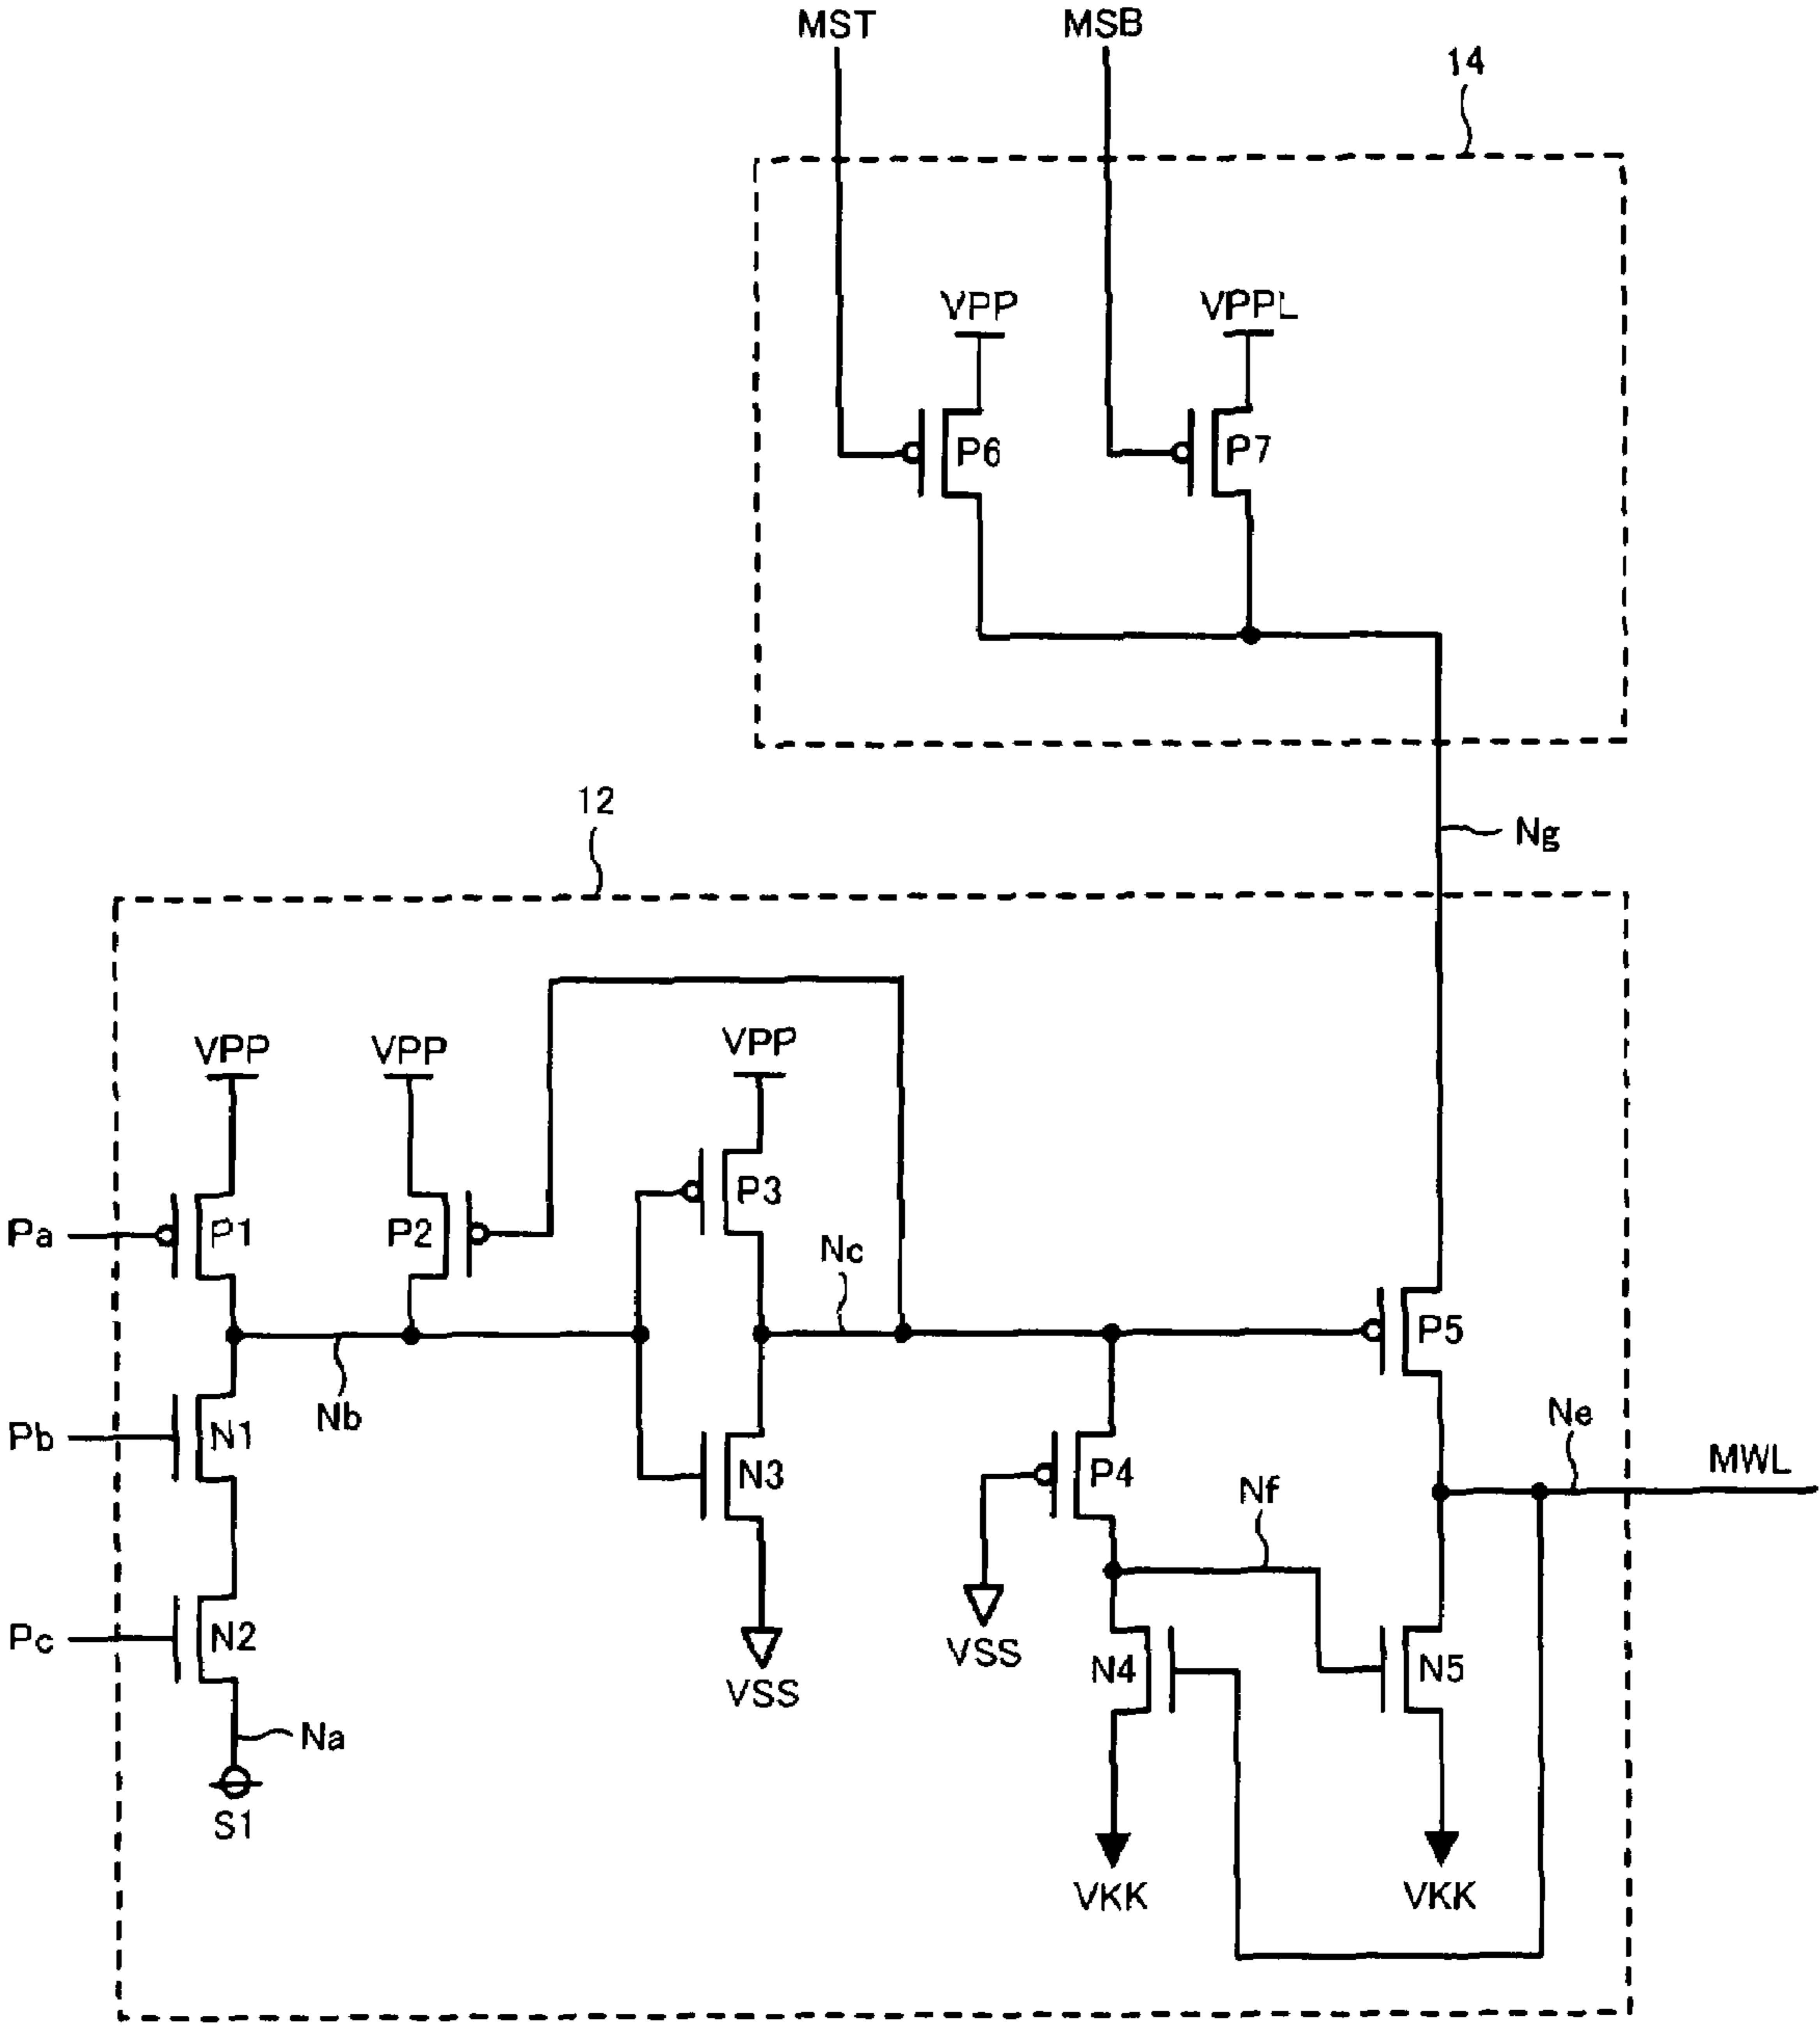 MST MSB
14
VPP VPPL
P6 P7
12
Ng
VPP VPP VPP
Pa P1 P2 P3
Nc
P5
Pb N1 Nb
N3 P4 Nf Ne MWL
Pc N2
VSS VSS N4 N5
Na
S1
VKK VKK